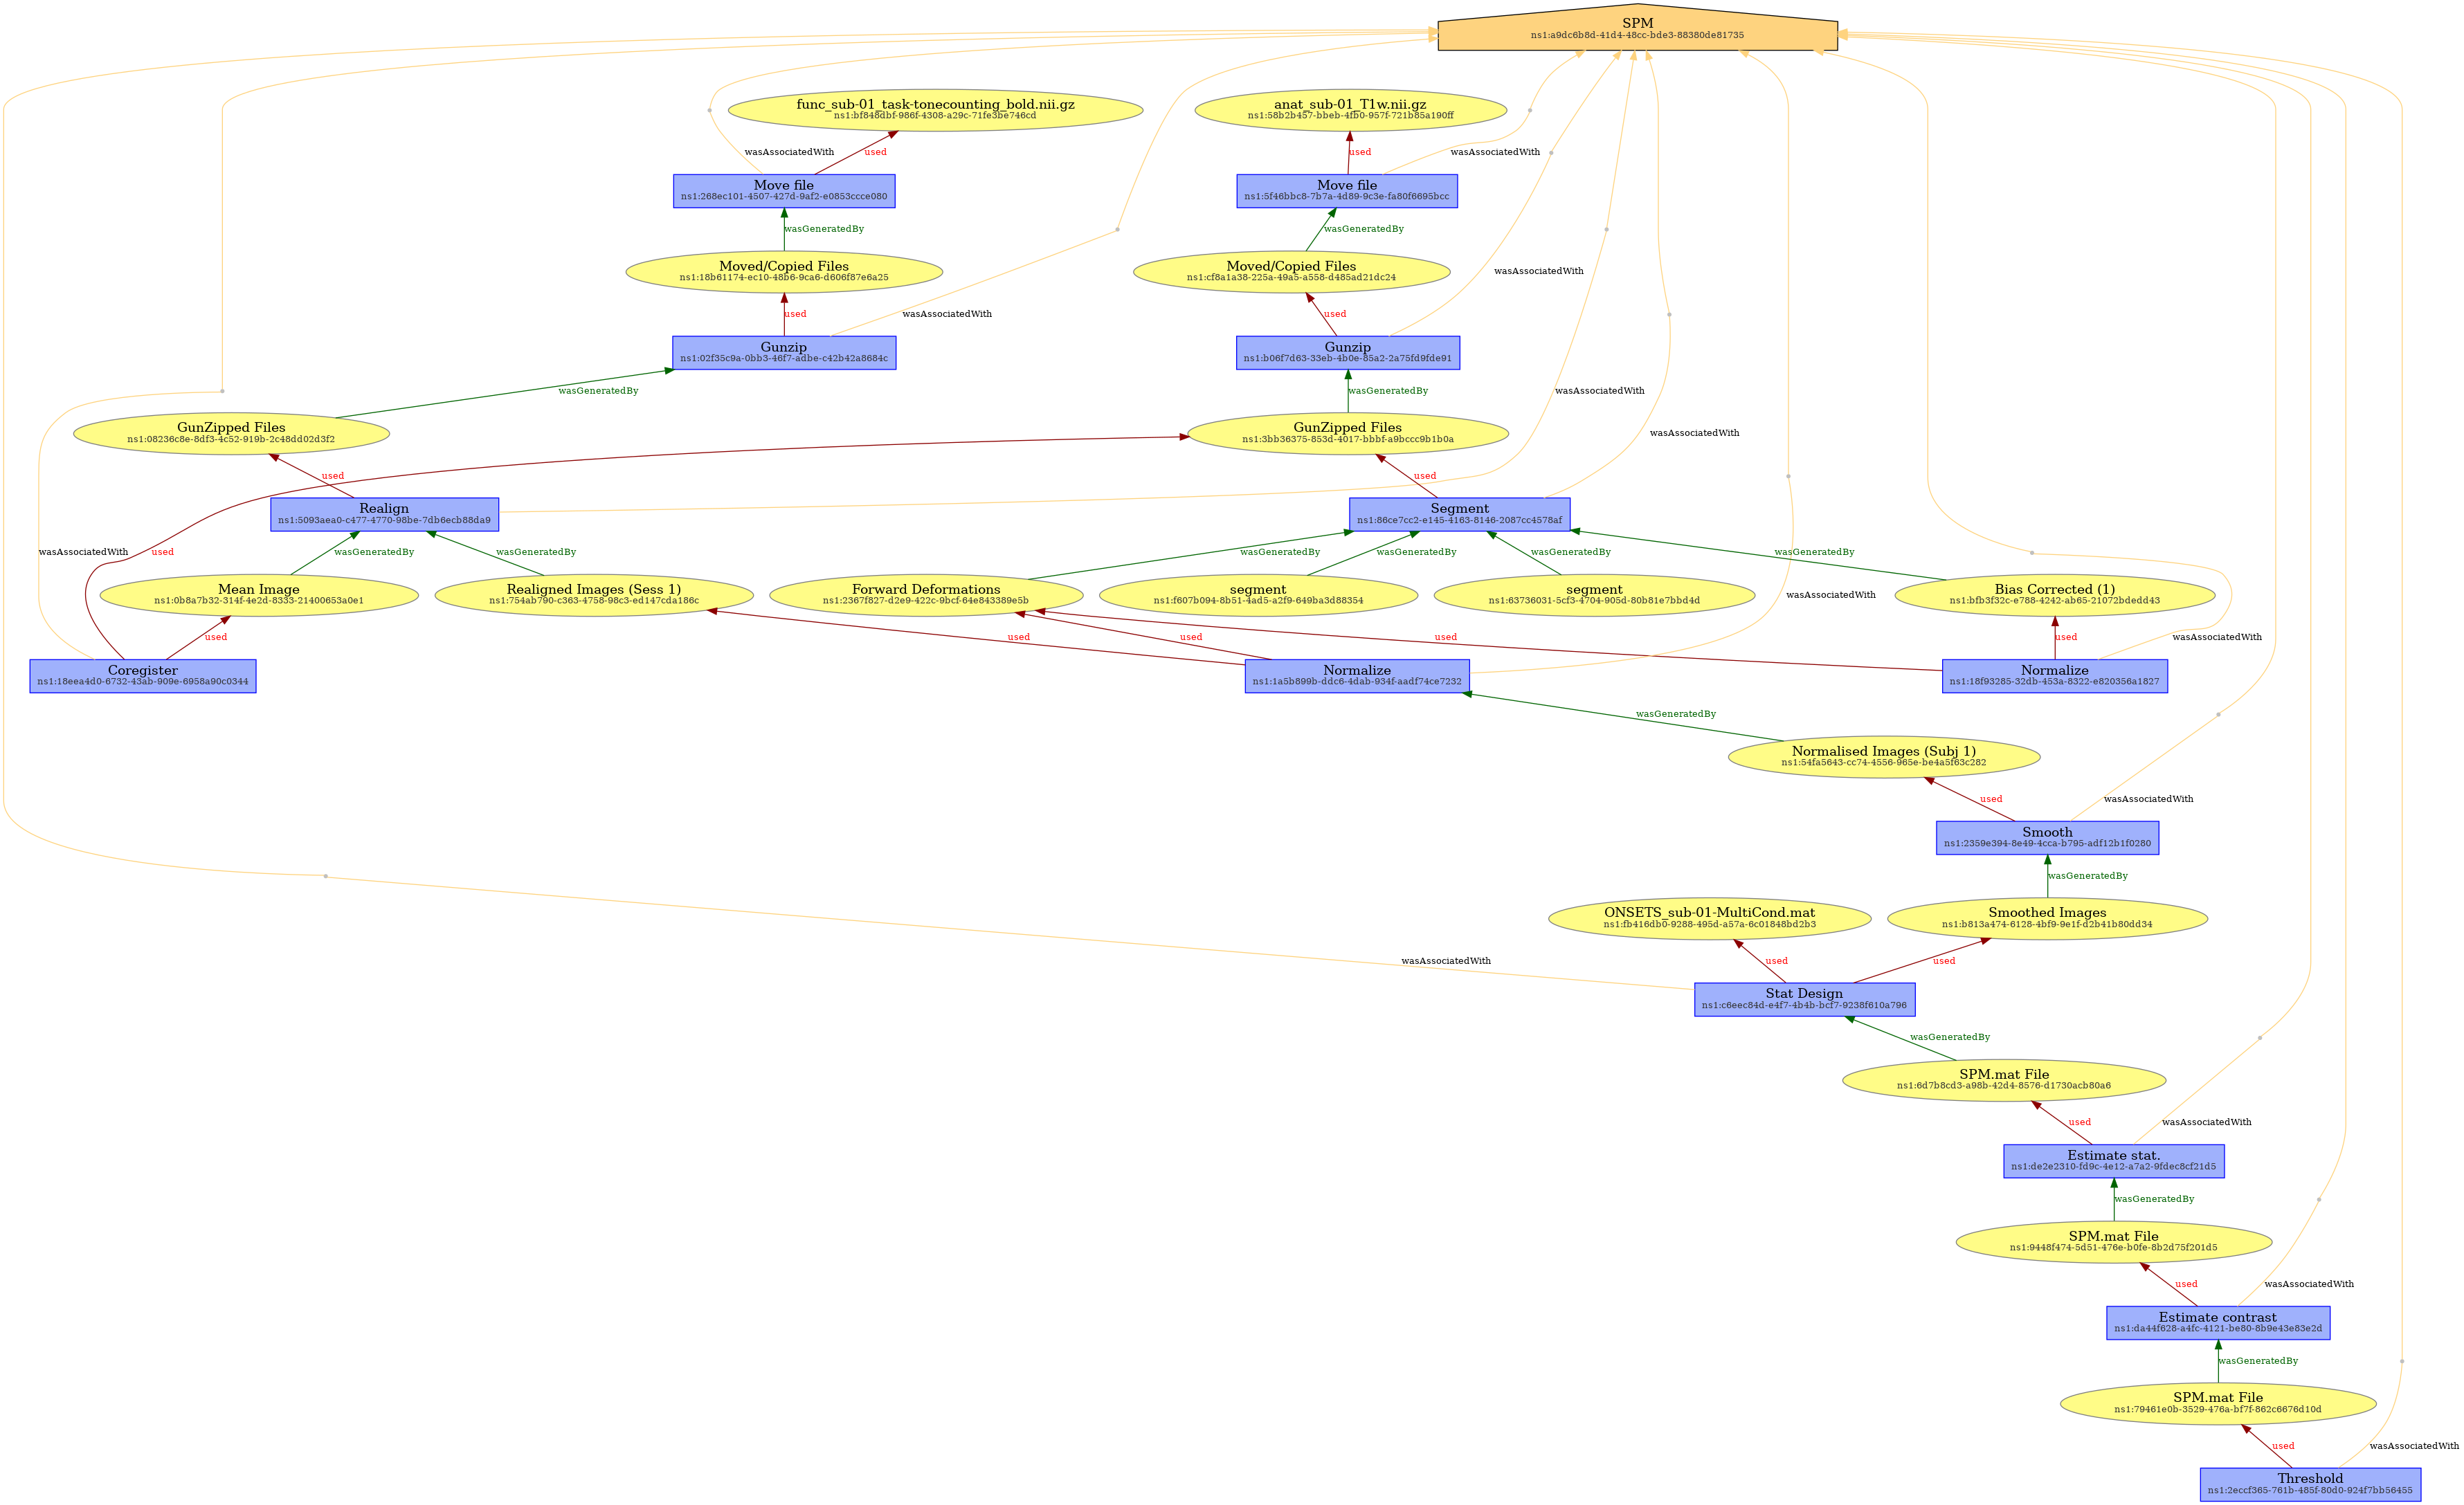 SPM
ns1:a9dc6b8d-41d4-48cc-bde3-88380de81735
func_sub-01_task-tonecounting_bold.nii.gz
ns1:bf848dbf-986f-4308-a29c-71fe3be746cd
anat_sub-01_T1w.nii.gz
ns1:58b2b457-bbeb-4fb0-957f-721b85a190ff
wasAssociatedWith
used
used
wasAssociatedWith
Move file
ns1:268ec101-4507-427d-9af2-e0853ccce080
Move file
ns1:5f46bbc8-7b7a-4d89-9c3e-fa80f6695bcc
wasGeneratedBy
wasGeneratedBy
Moved/Copied Files
ns1:18b61174-ec10-48b6-9ca6-d606f87e6a25
Moved/Copied Files
ns1:cf8a1a38-225a-49a5-a558-d485ad21dc24
wasAssociatedWith
used
wasAssociatedWith
used
Gunzip
ns1:02f35c9a-0bb3-46f7-adbe-c42b42a8684c
Gunzip
ns1:b06f7d63-33eb-4b0e-85a2-2a75fd9fde91
wasGeneratedBy
wasGeneratedBy
wasAssociatedWith
GunZipped Files
ns1:08236c8e-8df3-4c52-919b-2c48dd02d3f2
GunZipped Files
ns1:3bb36375-853d-4017-bbbf-a9bccc9b1b0a
wasAssociatedWith
used
used
Realign
ns1:5093aea0-c477-4770-98be-7db6ecb88da9
Segment
ns1:86ce7cc2-e145-4163-8146-2087cc4578af
wasAssociatedWith
used
wasGeneratedBy
wasGeneratedBy
wasGeneratedBy
wasGeneratedBy
wasGeneratedBy
wasGeneratedBy
Mean Image
ns1:0b8a7b32-314f-4e2d-8333-21400653a0e1
Realigned Images (Sess 1)
ns1:754ab790-c363-4758-98c3-ed147cda186c
Forward Deformations
ns1:2367f827-d2e9-422c-9bcf-64e843389e5b
segment
ns1:f607b094-8b51-4ad5-a2f9-649ba3d88354
segment
ns1:63736031-5cf3-4704-905d-80b81e7bbd4d
Bias Corrected (1)
ns1:bfb3f32c-e788-4242-ab65-21072bdedd43
wasAssociatedWith
used
used
used
used
used
wasAssociatedWith
Coregister
ns1:18eea4d0-6732-43ab-909e-6958a90c0344
Normalize
ns1:1a5b899b-ddc6-4dab-934f-aadf74ce7232
Normalize
ns1:18f93285-32db-453a-8322-e820356a1827
wasGeneratedBy
Normalised Images (Subj 1)
ns1:54fa5643-cc74-4556-965e-be4a5f63c282
used
wasAssociatedWith
Smooth
ns1:2359e394-8e49-4cca-b795-adf12b1f0280
wasGeneratedBy
ONSETS_sub-01-MultiCond.mat
ns1:fb416db0-9288-495d-a57a-6c01848bd2b3
Smoothed Images
ns1:b813a474-6128-4bf9-9e1f-d2b41b80dd34
wasAssociatedWith
used
used
Stat Design
ns1:c6eec84d-e4f7-4b4b-bcf7-9238f610a796
wasGeneratedBy
SPM.mat File
ns1:6d7b8cd3-a98b-42d4-8576-d1730acb80a6
used
wasAssociatedWith
Estimate stat.
ns1:de2e2310-fd9c-4e12-a7a2-9fdec8cf21d5
wasGeneratedBy
SPM.mat File
ns1:9448f474-5d51-476e-b0fe-8b2d75f201d5
used
wasAssociatedWith
Estimate contrast
ns1:da44f628-a4fc-4121-be80-8b9e43e83e2d
wasGeneratedBy
SPM.mat File
ns1:79461e0b-3529-476a-bf7f-862c6676d10d
used
wasAssociatedWith
Threshold
ns1:2eccf365-761b-485f-80d0-924f7bb56455